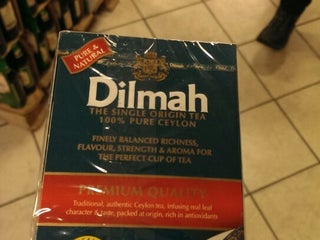 PURE &
NATURAL
Dilmah
THE SINGLE ORIGIN TEA
100% PURE CEYLON
FINELY BALANCED RICHNESS,
FLAVOUR, STRENGTH & AROMA FOR
THE PERFECT CUP OF TEA
PREMIUM QUALITY
Traditional, authentic Ceylon tea, infusing real leaf
character & taste, packed at origin, rich in antioxidants